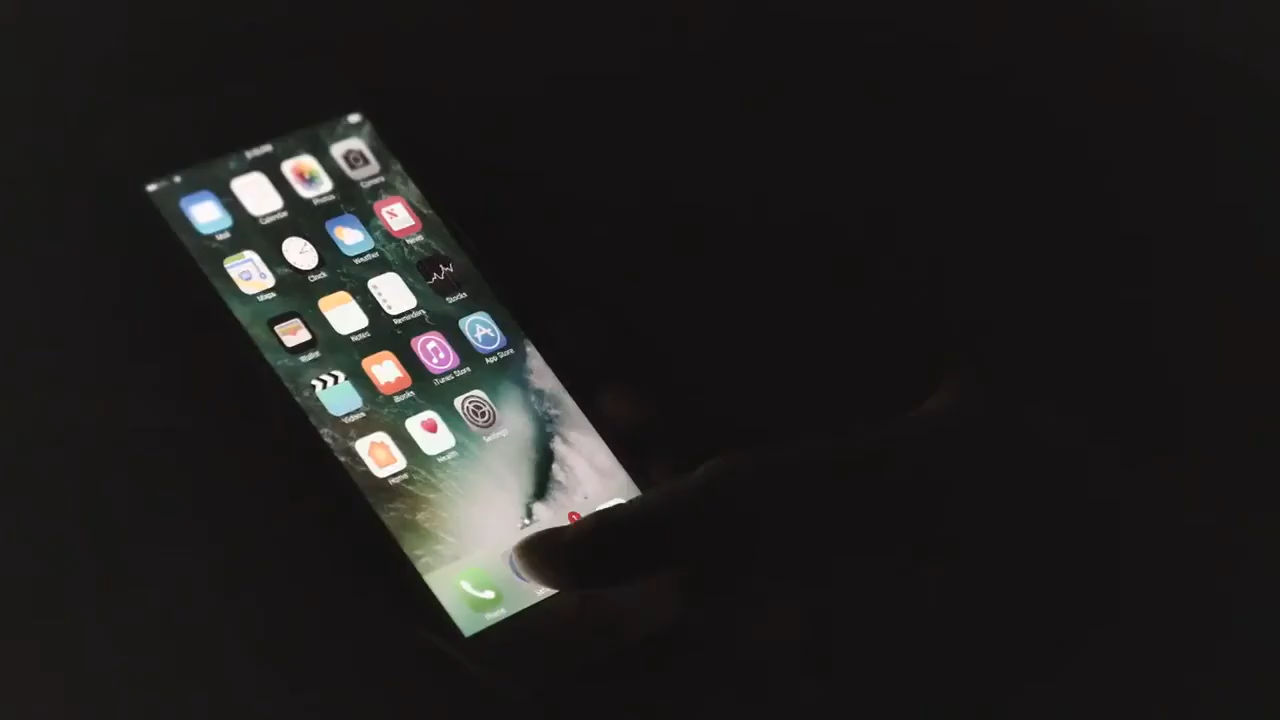 Mail Calendar Photos Camera
Maps Clock Weather News
Wallet Notes Reminders Stocks
Videos iBooks iTunes Store App Store
Home Health Settings
1
Phone